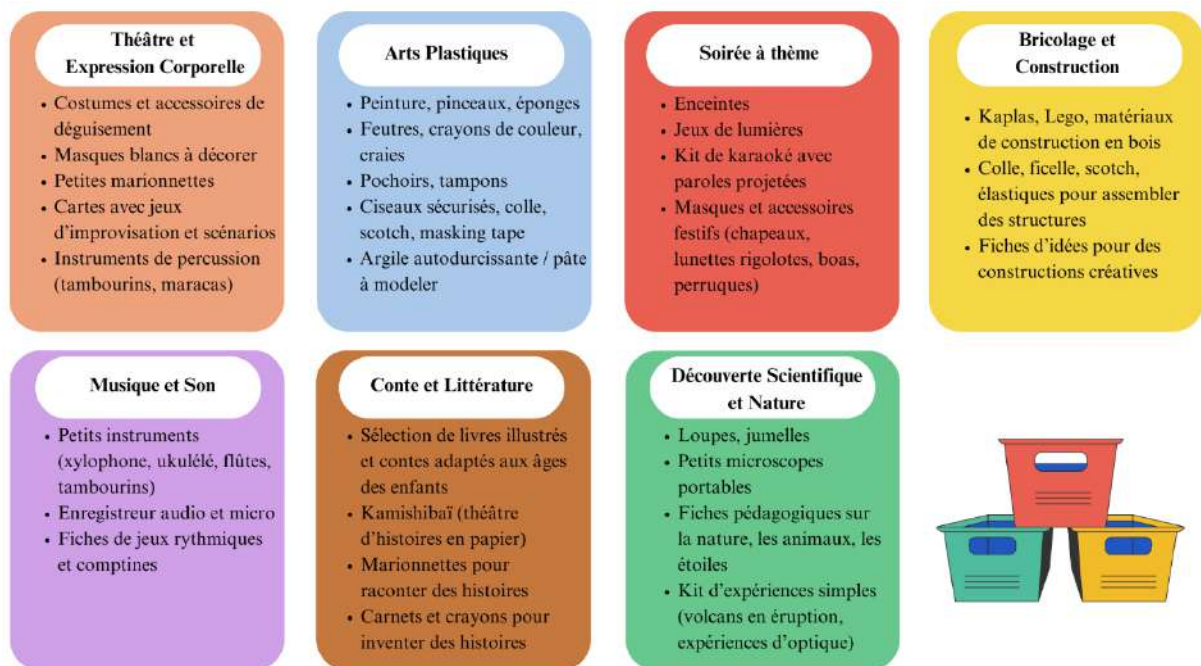 Théâtre et
Expression Corporelle
• Costumes et accessoires de
déguisement
• Masques blancs à décorer
• Petites marionnettes
• Cartes avec jeux
d'improvisation et scénarios
• Instruments de percussion
(tambourins, maracas)
Arts Plastiques
• Peinture, pinceaux, éponges
• Feutres, crayons de couleur,
craies
• Pochoirs, tampons
• Ciseaux sécurisés, colle,
scotch, masking tape
• Argile autodurcissante / pâte
à modeler
Soirée à thème
• Enceintes
• Jeux de lumières
• Kit de karaoké avec
paroles projetées
• Masques et accessoires
festifs (chapeaux,
lunettes rigolotes, boas,
perruques)
Bricolage et
Construction
• Kaplas, Lego, matériaux
de construction en bois
• Colle, ficelle, scotch,
élastiques pour assembler
des structures
• Fiches d'idées pour des
constructions créatives
Musique et Son
• Petits instruments
(xylophone, ukulélé, flûtes,
tambourins)
• Enregistreur audio et micro
• Fiches de jeux rythmiques
et comptines
Conte et Littérature
• Sélection de livres illustrés
et contes adaptés aux âges
des enfants
• Kamishibaï (théâtre
d'histoires en papier)
• Marionnettes pour
raconter des histoires
• Carnets et crayons pour
inventer des histoires
Découverte Scientifique
et Nature
• Loupes, jumelles
• Petits microscopes
portables
• Fiches pédagogiques sur
la nature, les animaux, les
étoiles
• Kit d'expériences simples
(volcans en éruption,
expériences d'optique)